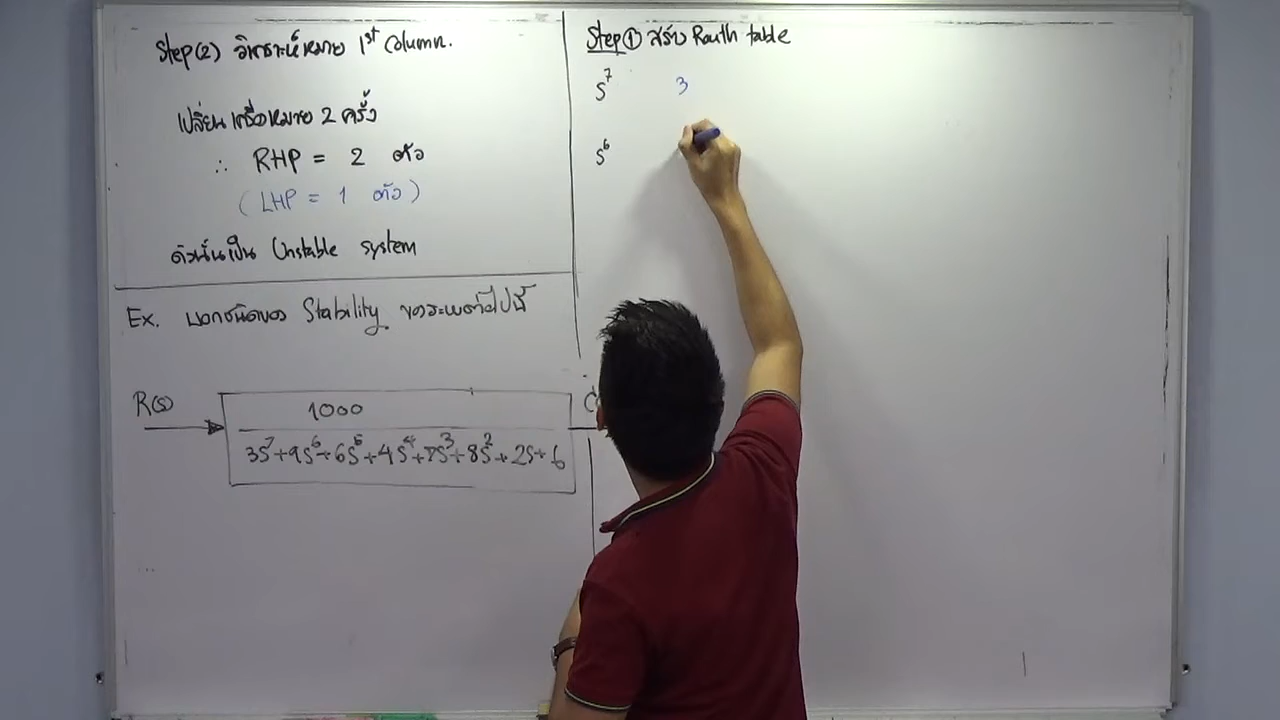 Step(2) วิเคราะห์หมาย 1st Column.
เปลี่ยนเครื่องหมาย 2 ครั้ง
∴ RHP = 2 ตัว
(LHP = 1 ตัว)
ดังนั้นเป็น Unstable system
Ex. บอกชนิดของ Stability ของระบบต่อไปนี้
R(s)
1000
3S⁷+9S⁶+6S⁵+4S⁴+7S³+8S²+2S+6
C
Step① สร้าง Routh table
S⁷ 3
S⁶